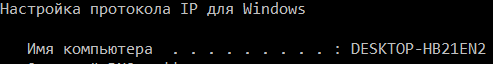 Настройка протокола IP для Windows
Имя компьютера . . . . . . . . . : DESKTOP-HB21EN2